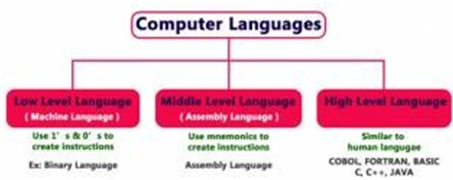 Computer Languages
Low Level Language
( Machine Language )
Use 1's & 0's to
create instructions
Ex: Binary Language
Middle Level Language
( Assembly Language )
Use mnemonics to
create instructions
Assembly Language
High Level Language
Similar to
human langugae
COBOL, FORTRAN, BASIC
C, C++, JAVA